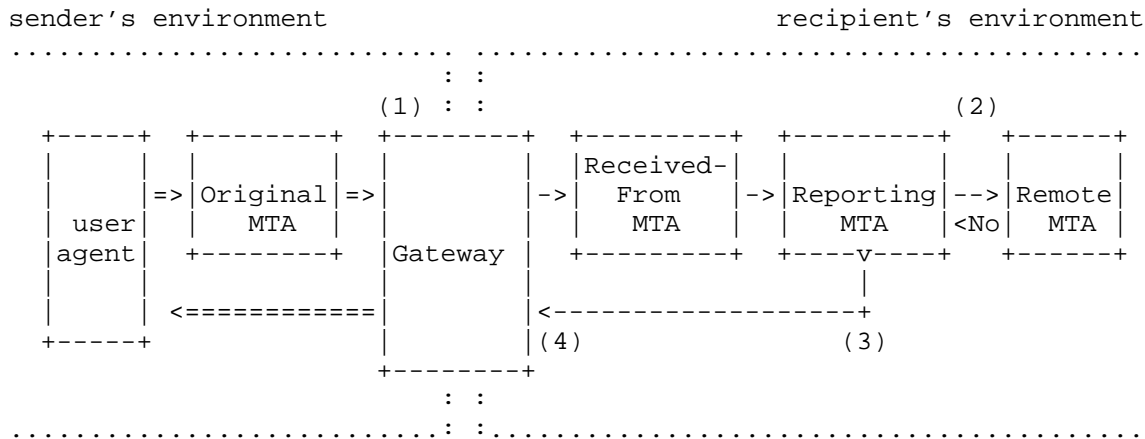 sender's environment recipient's environment
............................ ..........................................
: :
(1) : : (2)
+-----+ +--------+ +--------+ +---------+ +---------+ +------+
| | | | | | |Received-| | | | |
| |=>|Original|=>| |->| From |->|Reporting|-->|Remote|
| user| | MTA | | | | MTA | | MTA |<No| MTA |
|agent| +--------+ |Gateway | +---------+ +----v----+ +------+
| | | | |
| | <============| |<-------------------+
+-----+ | |(4) (3)
+--------+
: :
...........................: :.........................................